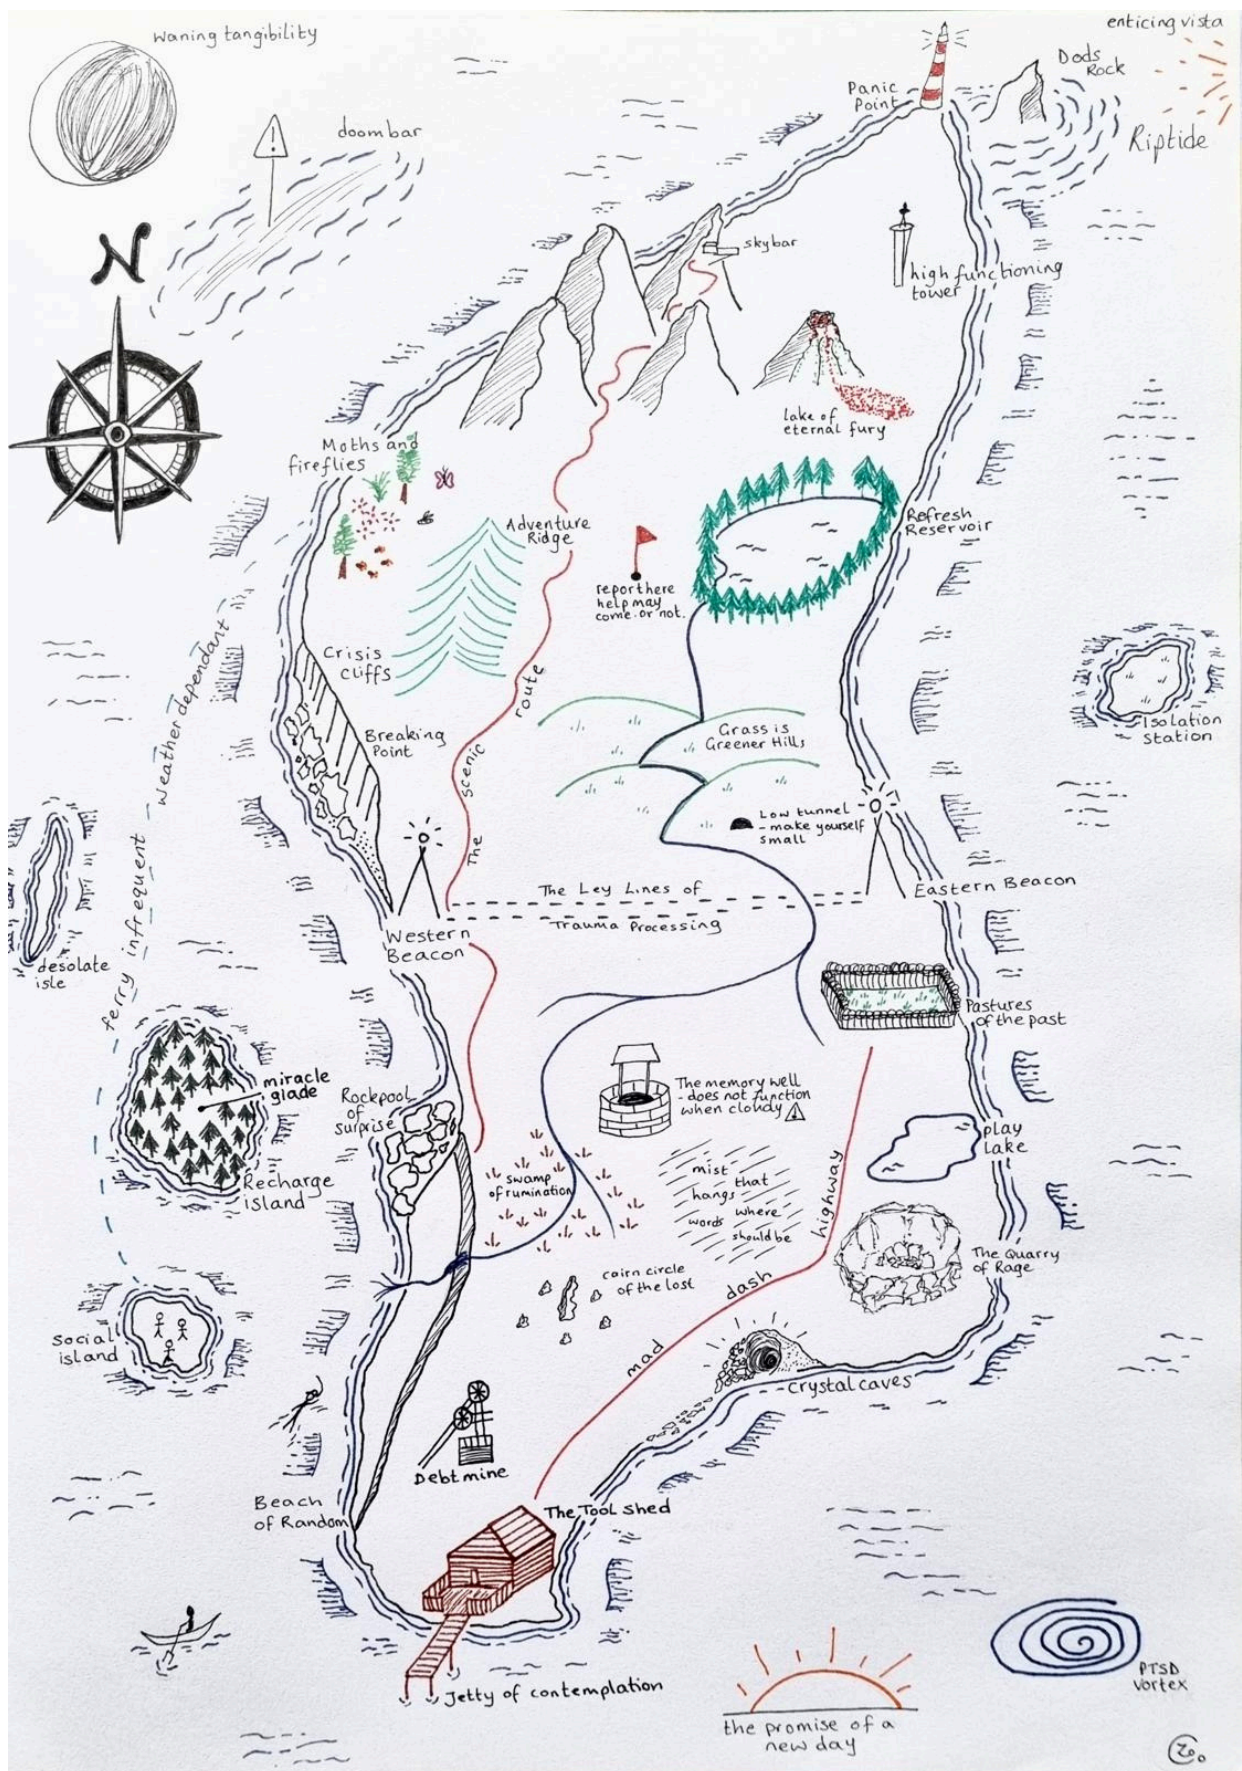 waning tangibility
enticing vista
Dods
Rock
Panic
Point
Riptide
doom bar
!
N
skybar
high functioning
tower
lake of
eternal fury
Moths and
fireflies
Adventure
Ridge
Refresh
Reservoir
report here
help may
come-or not.
Crisis
Cliffs
Breaking
Point
The scenic route
Grass is
Greener Hills
Isolation
Station
Low tunnel
- make yourself
small
ferry infrequent - weather dependant
The Ley Lines of
Trauma Processing
Western
Beacon
Eastern Beacon
desolate
isle
Pastures
of the past
miracle
glade
Recharge
island
Rockpool
of
surprise
The memory well
- does not function
when cloudy !
play
Lake
swamp
of rumination
mist that
hangs where
words should be
mad dash highway
The Quarry
of Rage
cairn circle
of the lost
social
island
Crystal caves
Debt mine
Beach
of Random
The Tool shed
Jetty of contemplation
the promise of a
new day
PTSD
Vortex